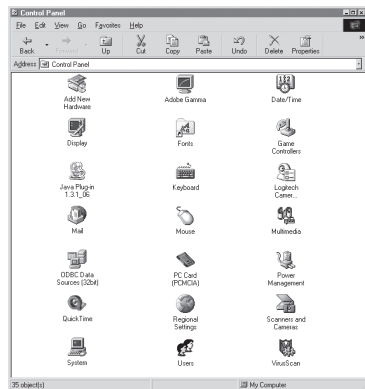 Control Panel
File Edit View Go Favorites Help
Back Forward Up Cut Copy Paste Undo Delete Properties
Address Control Panel
Add New
Hardware
Adobe Gamma
Date/Time
Display
Fonts
Game
Controllers
Java Plug-in
1.3.1_06
Keyboard
Logitech
Camer...
Mail
Mouse
Multimedia
ODBC Data
Sources (32bit)
PC Card
(PCMCIA)
Power
Management
QuickTime
Regional
Settings
Scanners and
Cameras
System
Users
VirusScan
35 object(s) My Computer